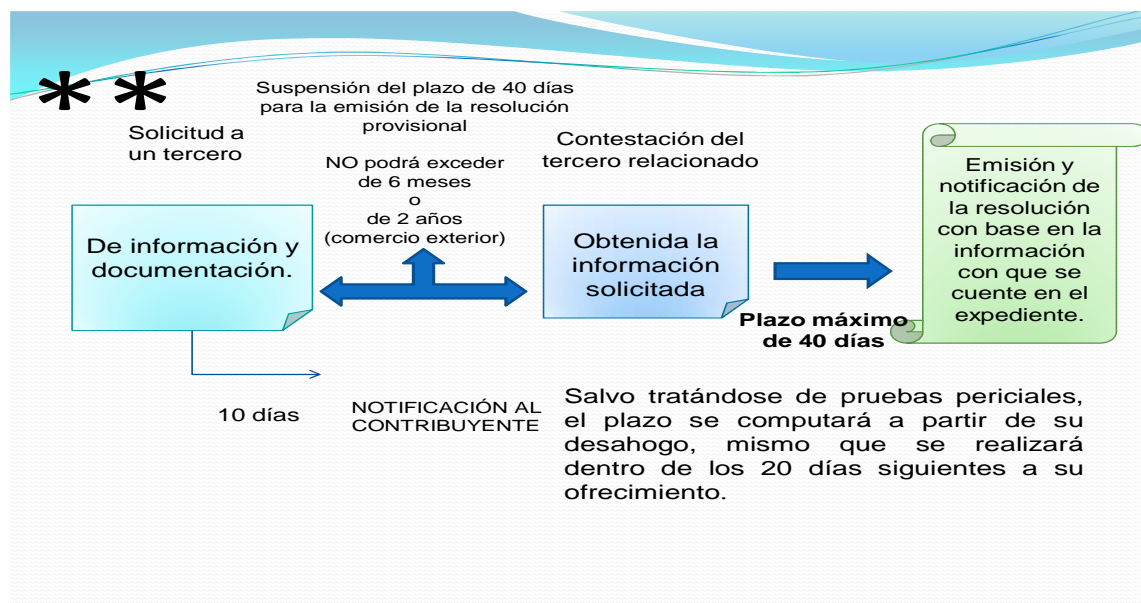 **
Solicitud a
un tercero
Suspensión del plazo de 40 días
para la emisión de la resolución
provisional
NO podrá exceder
de 6 meses
o
de 2 años
(comercio exterior)
Contestación del
tercero relacionado
De información y
documentación.
Obtenida la
información
solicitada
Plazo máximo
de 40 días
Emisión y
notificación de
la resolución
con base en la
información
con que se
cuente en el
expediente.
10 días
NOTIFICACIÓN AL
CONTRIBUYENTE
Salvo tratándose de pruebas periciales,
el plazo se computará a partir de su
desahogo, mismo que se realizará
dentro de los 20 días siguientes a su
ofrecimiento.